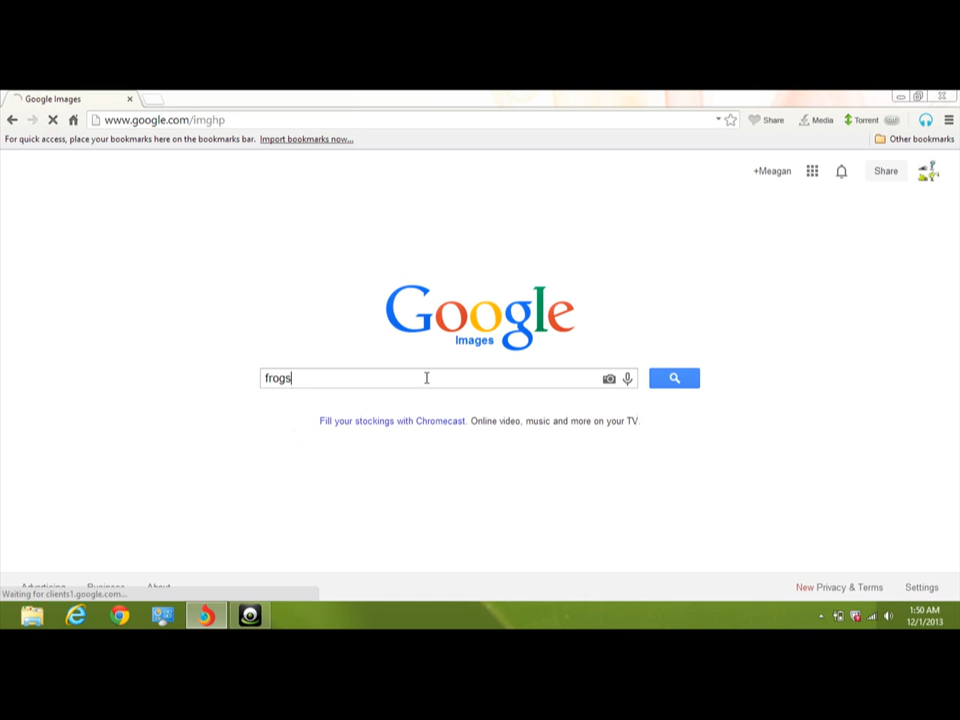 Google Images
www.google.com/imghp
Share
Media
Torrent
For quick access, place your bookmarks here on the bookmarks bar. Import bookmarks now...
Other bookmarks
+Meagan
Share
Google
Images
frogs
Fill your stockings with Chromecast. Online video, music and more on your TV.
Advertising Business About
New Privacy & Terms
Settings
Waiting for clients1.google.com...
1:50 AM
12/1/2013